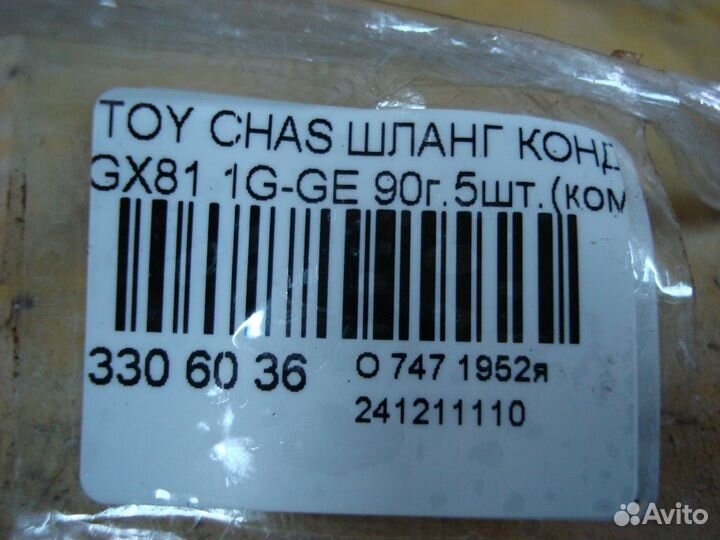 TOY CHAS ШЛАНГ КОНД
GX81 1G-GE 90г.5шт.(ком
330 60 36
O 747 1952я
241211110
Avito